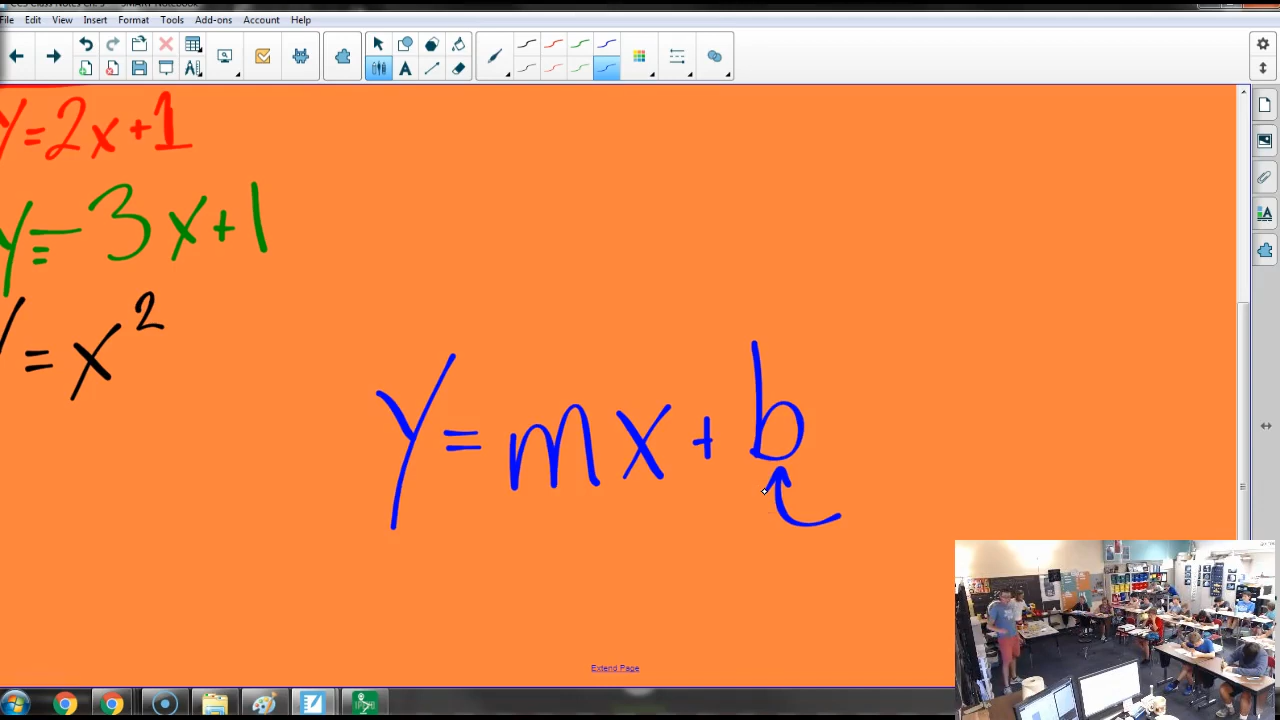 File Edit View Insert Format Tools Add-ons Account Help
y=2x+1
y=3x+1
y=x²
y=mx+b
Extend Page